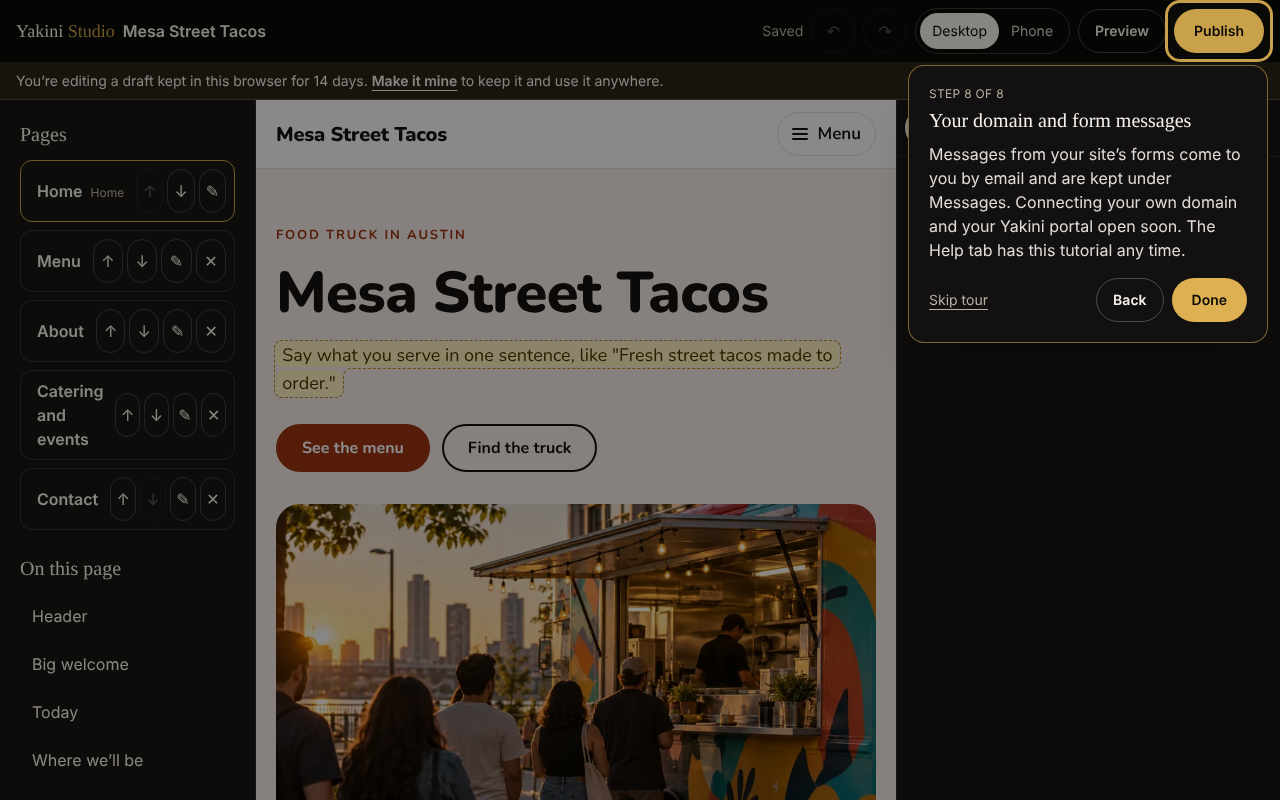 Yakini Studio Mesa Street Tacos
Saved ↶ ↷ Desktop Phone Preview Publish
You’re editing a draft kept in this browser for 14 days. Make it mine to keep it and use it anywhere.
Pages
Home Home ↑ ↓ ✎
Menu ↑ ↓ ✎ ✕
About ↑ ↓ ✎ ✕
Catering
and
events ↑ ↓ ✎ ✕
Contact ↑ ↓ ✎ ✕
On this page
Header
Big welcome
Today
Where we’ll be
Mesa Street Tacos
Menu
FOOD TRUCK IN AUSTIN
Mesa Street Tacos
Say what you serve in one sentence, like "Fresh street tacos made to
order."
See the menu Find the truck
STEP 8 OF 8
Your domain and form messages
Messages from your site’s forms come to
you by email and are kept under
Messages. Connecting your own domain
and your Yakini portal open soon. The
Help tab has this tutorial any time.
Skip tour Back Done